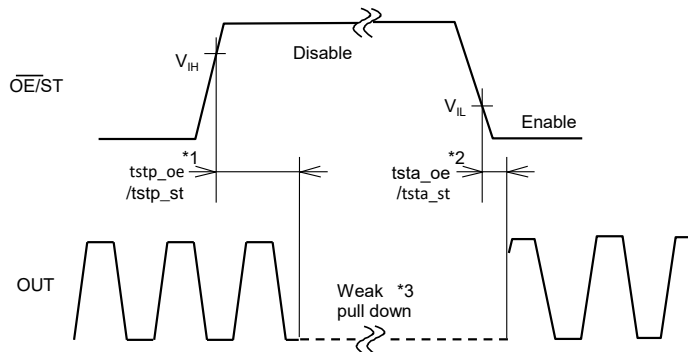 Disable
V_IH
OE/ST
V_IL
Enable
*1
tstp_oe
/tstp_st
*2
tsta_oe
/tsta_st
OUT
Weak *3
pull down